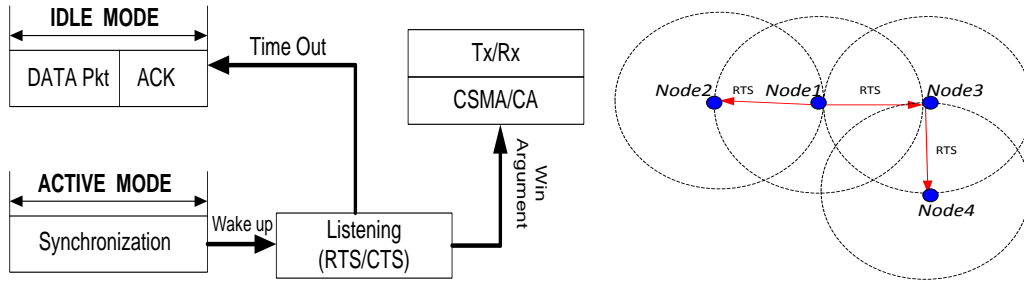 IDLE MODE
DATA Pkt
ACK
Time Out
Tx/Rx
CSMA/CA
Win
Argument
ACTIVE MODE
Synchronization
Wake up
Listening
(RTS/CTS)
Node2
RTS
Node1
RTS
Node3
RTS
Node4